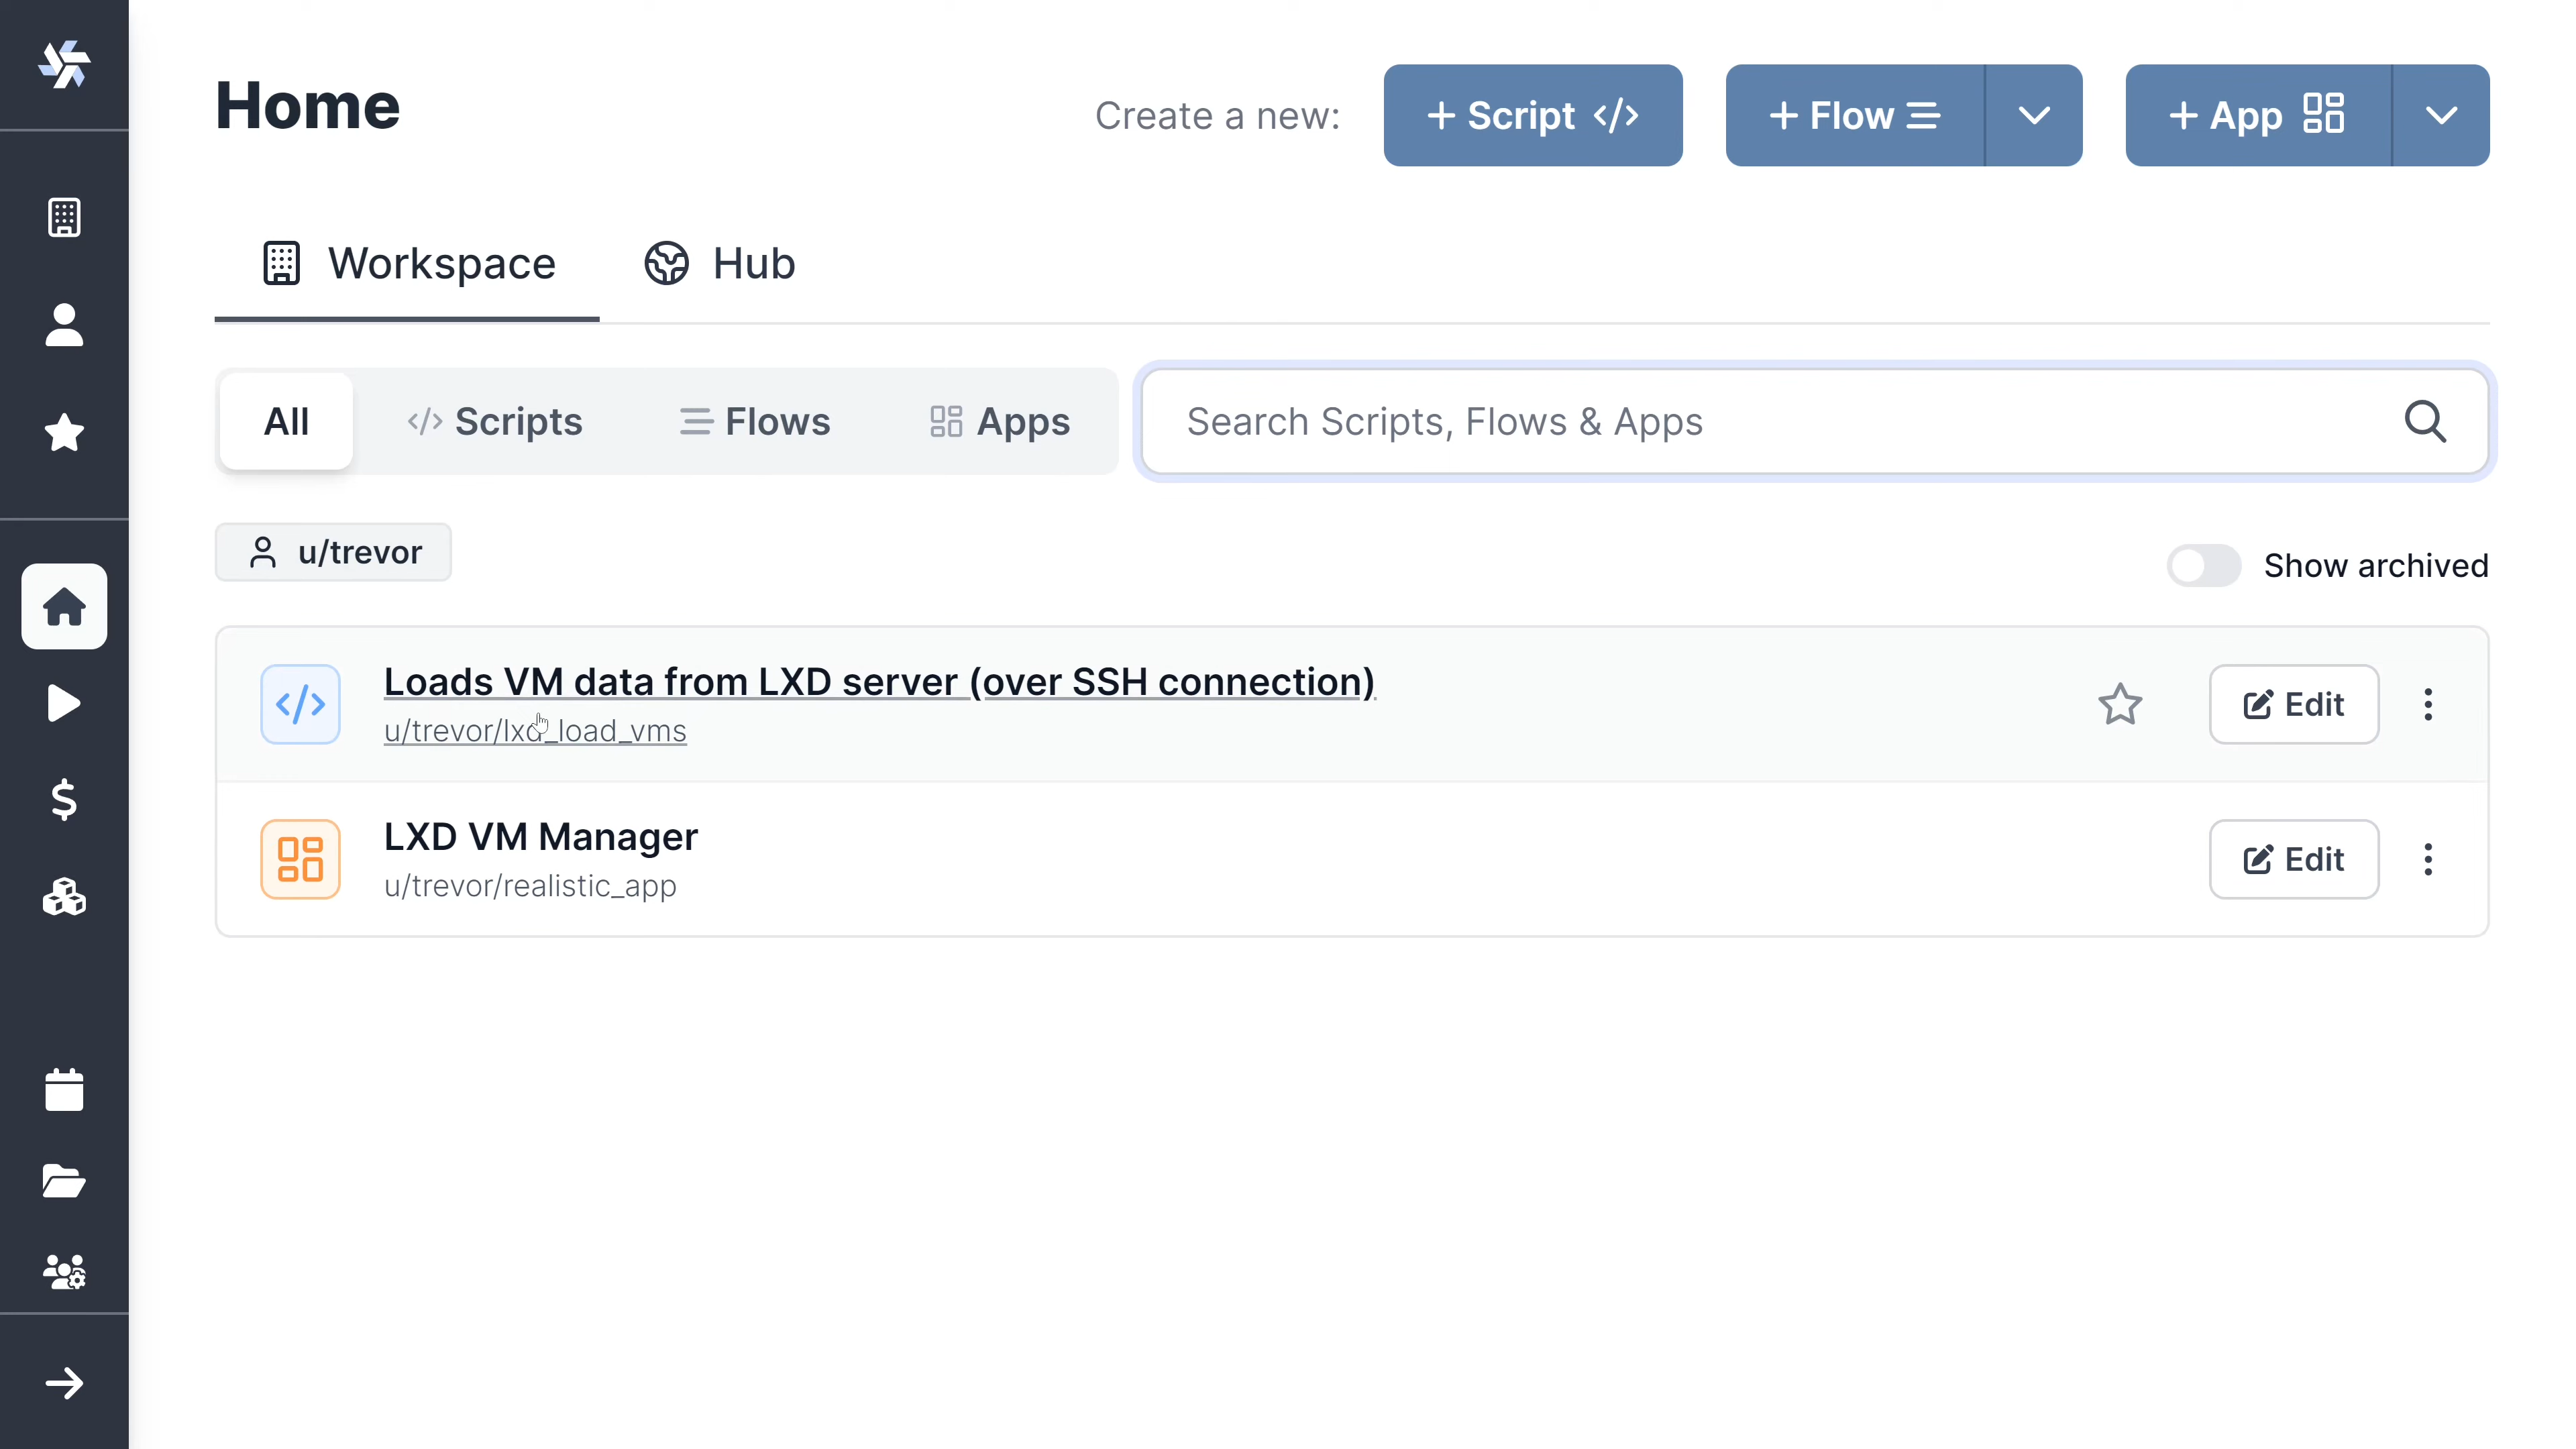 Home
Create a new:
+ Script </>
+ Flow
+ App
Workspace
Hub
All
</> Scripts
Flows
Apps
Search Scripts, Flows & Apps
u/trevor
Show archived
Loads VM data from LXD server (over SSH connection)
u/trevor/lxd_load_vms
Edit
LXD VM Manager
u/trevor/realistic_app
Edit